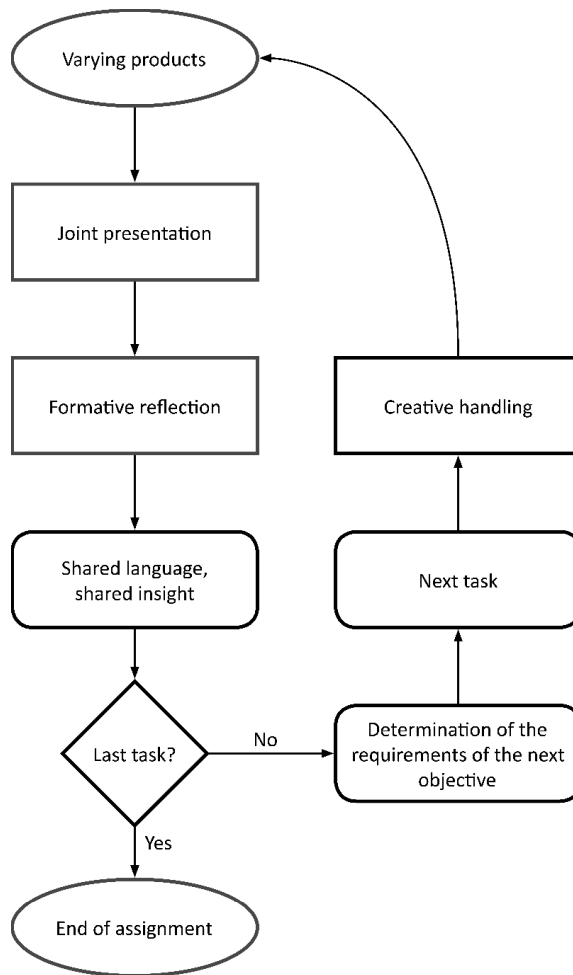 Varying products
Joint presentation
Formative reflection
Creative handling
Shared language,
shared insight
Next task
Last task?
No
Determination of the
requirements of the next
objective
Yes
End of assignment